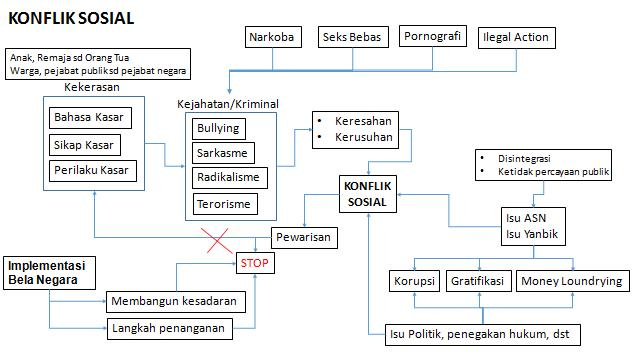 KONFLIK SOSIAL
Narkoba
Seks Bebas
Pornografi
Ilegal Action
Anak, Remaja sd Orang Tua
Warga, pejabat publik sd pejabat negara
Kekerasan
Bahasa Kasar
Sikap Kasar
Perilaku Kasar
Kejahatan/Kriminal
Bullying
Sarkasme
Radikalisme
Terorisme
• Keresahan
• Kerusuhan
KONFLIK
SOSIAL
• Disintegrasi
• Ketidak percayaan publik
Isu ASN
Isu Yanbik
Pewarisan
STOP
Implementasi
Bela Negara
Membangun kesadaran
Langkah penanganan
Korupsi
Gratifikasi
Money Loundrying
Isu Politik, penegakan hukum, dst